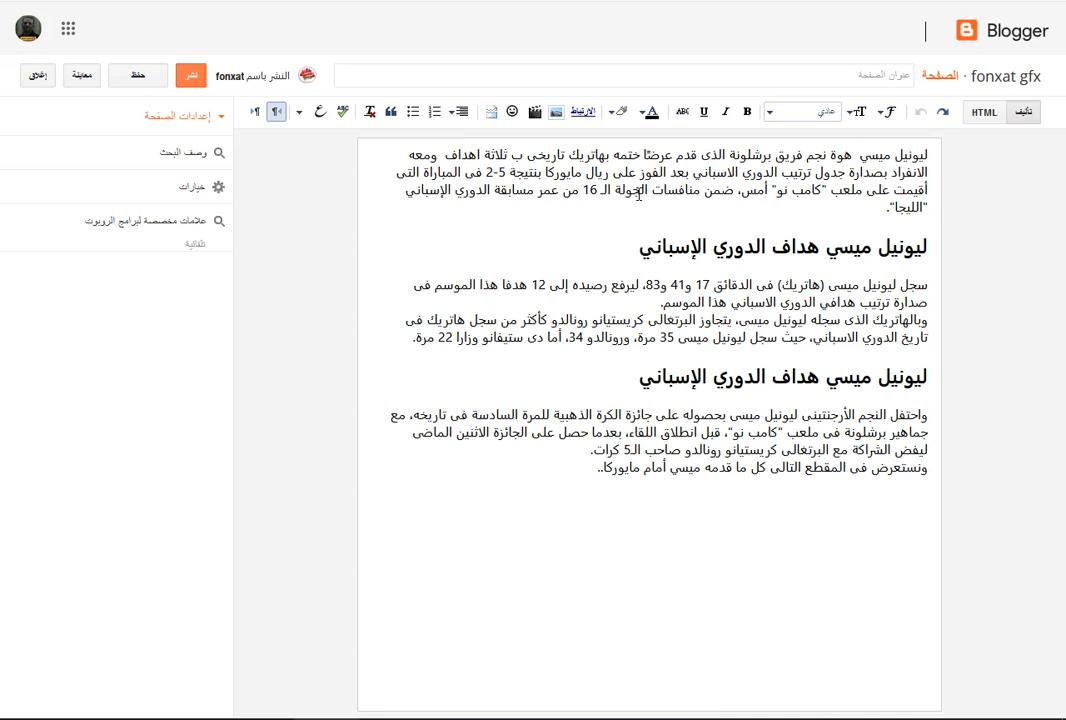 Blogger
fonxat gfx · الصفحة
عنوان الصفحة
النشر باسم fonxat
نشر
حفظ
معاينة
إغلاق
تأليف
HTML
عادي
ABC
U
I
B
الارتباط
إعدادات الصفحة
وصف البحث
خيارات
علامات مخصصة لبرامج الروبوت
تلقائية
ليونيل ميسي هوة نجم فريق برشلونة الذى قدم عرضًا ختمه بهاتريك تاريخى ب ثلاثة اهداف ومعه
الانفراد بصدارة جدول ترتيب الدوري الاسباني بعد الفوز على ريال مايوركا بنتيجة 5-2 فى المباراة التى
أقيمت على ملعب "كامب نو" أمس، ضمن منافسات الجولة الـ 16 من عمر مسابقة الدوري الإسباني
"الليجا".
ليونيل ميسي هداف الدوري الإسباني
سجل ليونيل ميسى (هاتريك) فى الدقائق 17 و41 و83، ليرفع رصيده إلى 12 هدفا هذا الموسم فى
صدارة ترتيب هدافي الدوري الاسباني هذا الموسم.
وبالهاتريك الذى سجله ليونيل ميسى، يتجاوز البرتغالى كريستيانو رونالدو كأكثر من سجل هاتريك فى
تاريخ الدوري الاسباني، حيث سجل ليونيل ميسى 35 مرة، ورونالدو 34، أما دى ستيفانو وزارا 22 مرة.
ليونيل ميسي هداف الدوري الإسباني
واحتفل النجم الأرجنتينى ليونيل ميسى بحصوله على جائزة الكرة الذهبية للمرة السادسة فى تاريخه، مع
جماهير برشلونة فى ملعب "كامب نو"، قبل انطلاق اللقاء، بعدما حصل على الجائزة الاثنين الماضى
ليفض الشراكة مع البرتغالى كريستيانو رونالدو صاحب الـ5 كرات.
ونستعرض فى المقطع التالى كل ما قدمه ميسي أمام مايوركا..